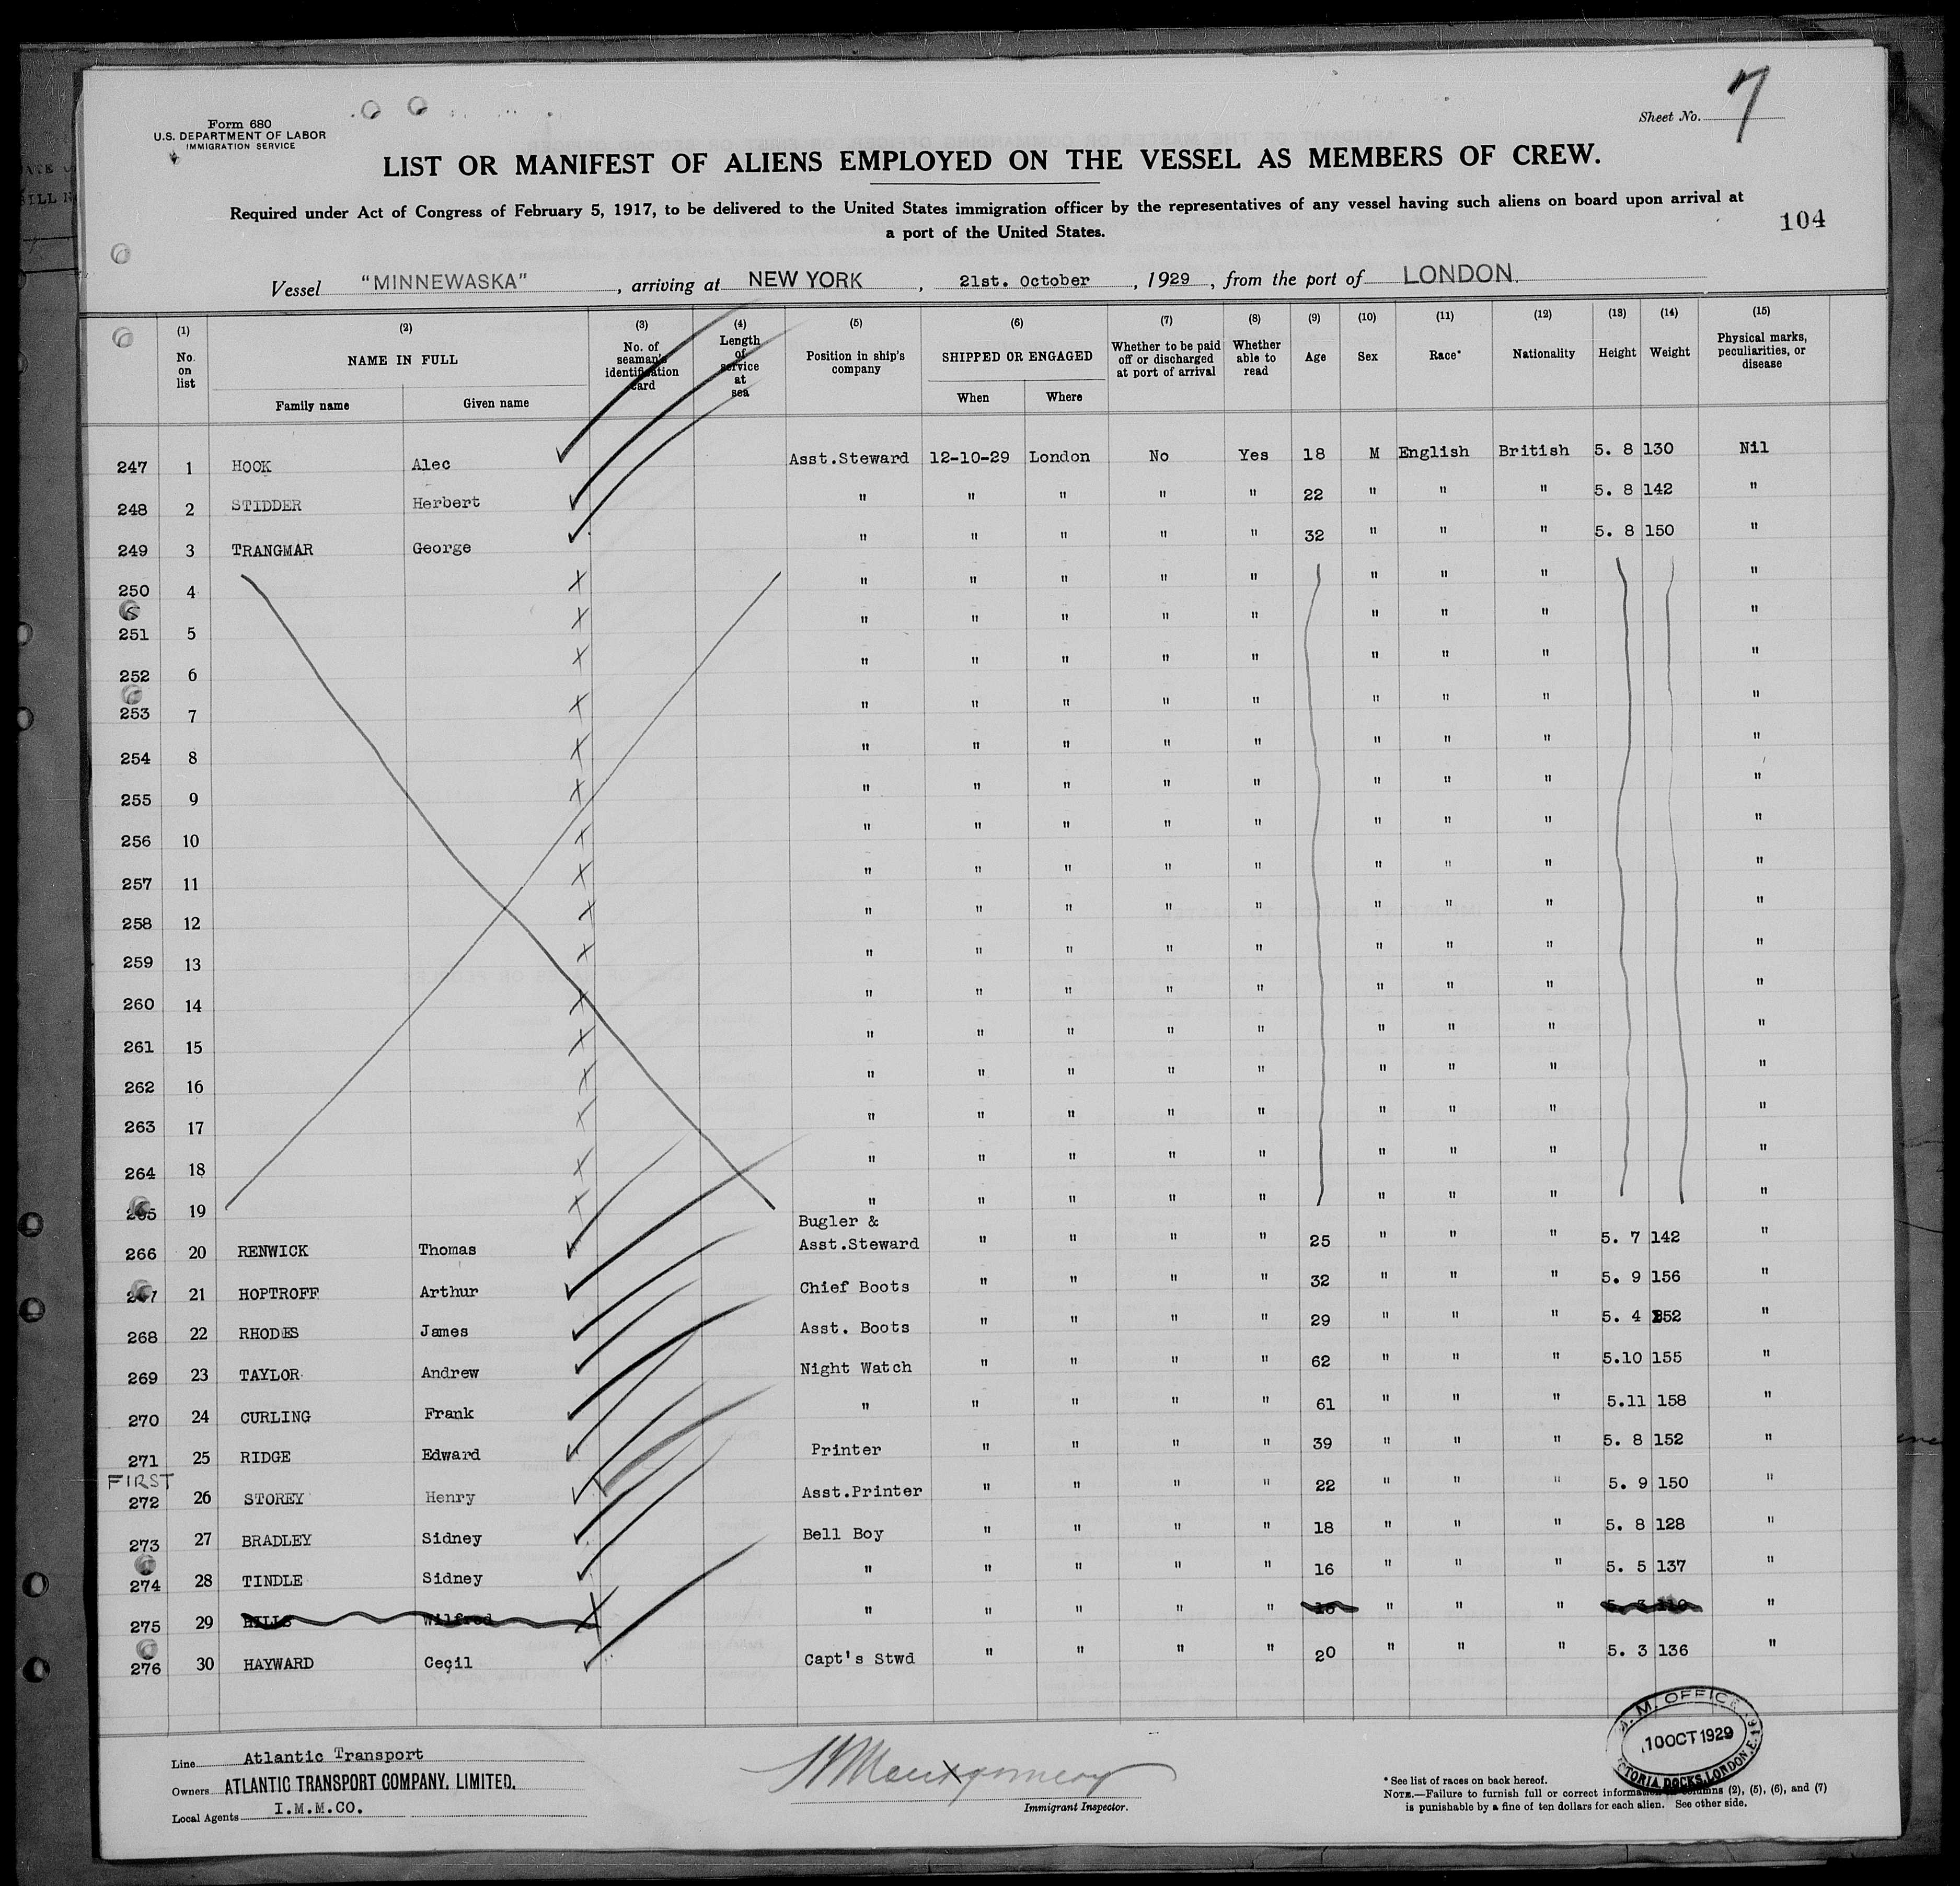 Form 680
U.S. DEPARTMENT OF LABOR
IMMIGRATION SERVICE
Sheet No. 7
LIST OR MANIFEST OF ALIENS EMPLOYED ON THE VESSEL AS MEMBERS OF CREW.
Required under Act of Congress of February 5, 1917, to be delivered to the United States immigration officer by the representatives of any vessel having such aliens on board upon arrival at
a port of the United States.
104
Vessel "MINNEWASKA", arriving at NEW YORK, 21st. October, 1929, from the port of LONDON.
(1) (2) (3) (4) (5) (6) (7) (8) (9) (10) (11) (12) (13) (14) (15)
No. on list NAME IN FULL Family name Given name No. of seaman's identification card Length of service at sea Position in ship's company SHIPPED OR ENGAGED When Where Whether to be paid off or discharged at port of arrival Whether able to read Age Sex Race* Nationality Height Weight Physical marks, peculiarities, or disease
247 1 HOOK Alec Asst.Steward 12-10-29 London No Yes 18 M English British 5. 8 130 Nil
248 2 STIDDER Herbert " " " " " 22 " " " 5. 8 142 "
249 3 TRANGMAR George " " " " " 32 " " " 5. 8 150 "
250 4 " " " " " " " " "
251 5 " " " " " " " " "
252 6 " " " " " " " " "
253 7 " " " " " " " " "
254 8 " " " " " " " " "
255 9 " " " " " " " " "
256 10 " " " " " " " " "
257 11 " " " " " " " " "
258 12 " " " " " " " " "
259 13 " " " " " " " " "
260 14 " " " " " " " " "
261 15 " " " " " " " " "
262 16 " " " " " " " " "
263 17 " " " " " " " " "
264 18 " " " " " " " " "
265 19 " " " " " " " " "
266 20 RENWICK Thomas Bugler & Asst.Steward " " " " 25 " " " 5. 7 142 "
267 21 HOPTROFF Arthur Chief Boots " " " " 32 " " " 5. 9 156 "
268 22 RHODES James Asst. Boots " " " " 29 " " " 5. 4 "
269 23 TAYLOR Andrew Night Watch " " " " 62 " " " 5.10 155 "
270 24 CURLING Frank " " " " " 61 " " " 5.11 158 "
271 25 RIDGE Edward Printer " " " " 39 " " " 5. 8 152 "
FIRST
272 26 STOREY Henry Asst.Printer " " " " 22 " " " 5. 9 150 "
273 27 BRADLEY Sidney Bell Boy " " " " 18 " " " 5. 8 128 "
274 28 TINDLE Sidney " " " " " 16 " " " 5. 5 137 "
275 29 Wilfred " " " " " " " " "
276 30 HAYWARD Cecil Capt's Stwd " " " " 20 " " " 5. 3 136 "
Line Atlantic Transport
Owners ATLANTIC TRANSPORT COMPANY, LIMITED.
Local Agents I.M.M.CO.
Montgomery
Immigrant Inspector.
M. OFFICE
10 OCT 1929
DOCKS, LONDON, E.16
* See list of races on back hereof.
NOTE.—Failure to furnish full or correct information columns (2), (5), (6), and (7)
is punishable by a fine of ten dollars for each alien. See other side.